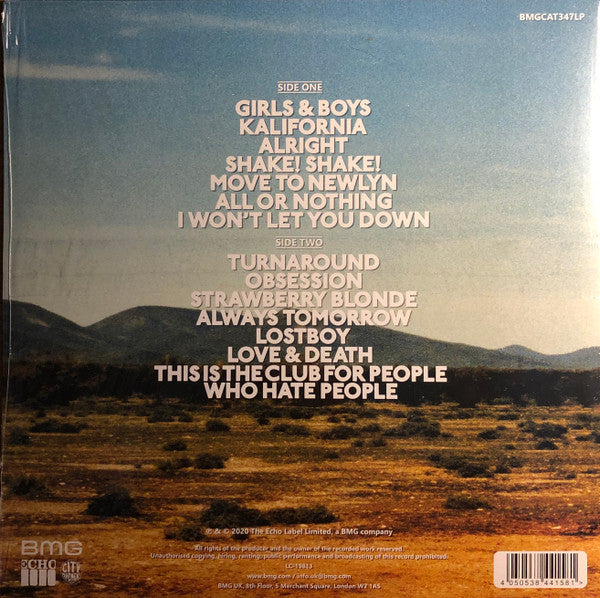 BMGCAT347LP
SIDE ONE
GIRLS & BOYS
KALIFORNIA
ALRIGHT
SHAKE! SHAKE!
MOVE TO NEWLYN
ALL OR NOTHING
I WON'T LET YOU DOWN
SIDE TWO
TURNAROUND
OBSESSION
STRAWBERRY BLONDE
ALWAYS TOMORROW
LOSTBOY
LOVE & DEATH
THIS IS THE CLUB FOR PEOPLE
WHO HATE PEOPLE
℗ & © 2020 The Echo Label Limited, a BMG company
All rights of the producer and the owner of the recorded work reserved.
Unauthorised copying, hiring, renting, public performance and broadcasting of this record prohibited.
LC-19813
www.bmg.com / info.uk@bmg.com
BMG UK, 8th Floor, 5 Merchant Square, London W2 1AS
BMG
ECHO
CITY
4 050538 441581 >